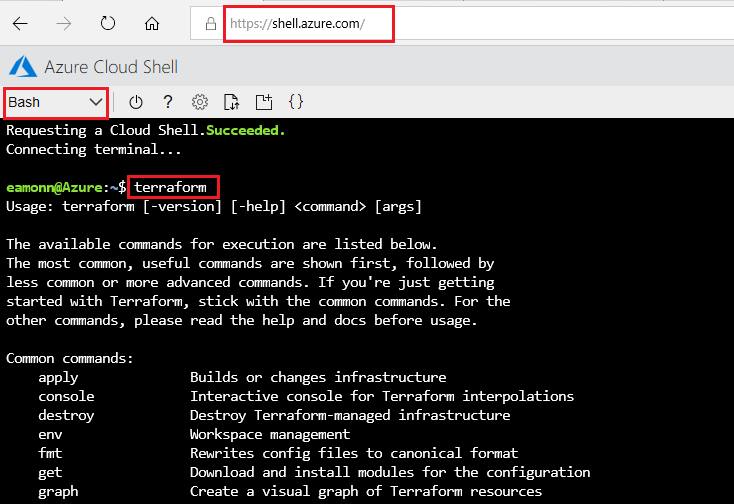 https://shell.azure.com/
Azure Cloud Shell
Bash ? {}
Requesting a Cloud Shell.Succeeded.
Connecting terminal...
eamonn@Azure:~$ terraform
Usage: terraform [-version] [-help] <command> [args]
The available commands for execution are listed below.
The most common, useful commands are shown first, followed by
less common or more advanced commands. If you're just getting
started with Terraform, stick with the common commands. For the
other commands, please read the help and docs before usage.
Common commands:
apply Builds or changes infrastructure
console Interactive console for Terraform interpolations
destroy Destroy Terraform-managed infrastructure
env Workspace management
fmt Rewrites config files to canonical format
get Download and install modules for the configuration
graph Create a visual graph of Terraform resources